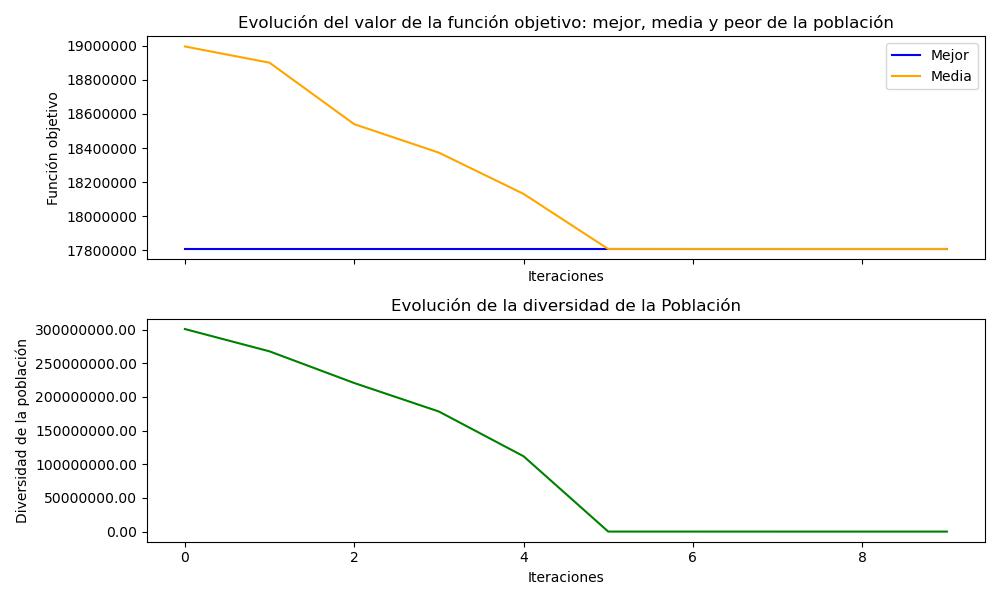 Evolución del valor de la función objetivo: mejor, media y peor de la población
Función objetivo
19000000
18800000
18600000
18400000
18200000
18000000
17800000
Mejor
Media
Iteraciones
Evolución de la diversidad de la Población
Diversidad de la población
300000000.00
250000000.00
200000000.00
150000000.00
100000000.00
50000000.00
0.00
0 2 4 6 8
Iteraciones